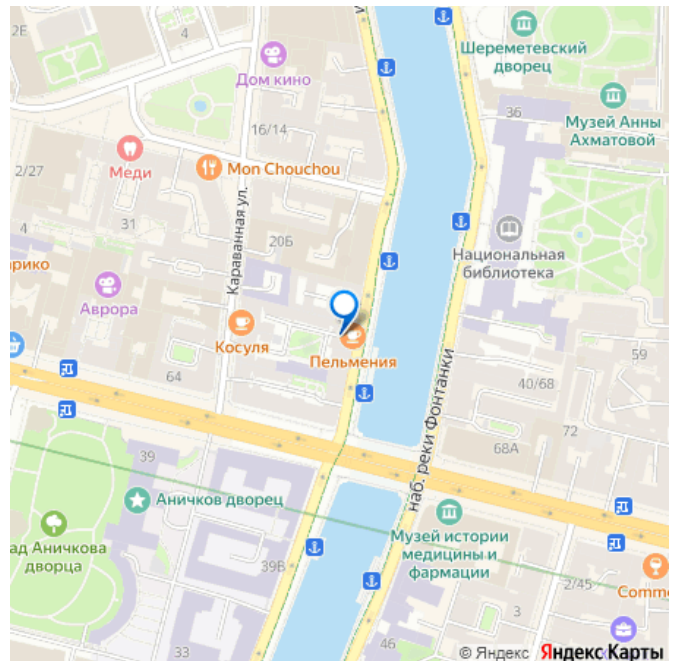 2Е
4
Шереметевский
дворец
Дом кино
36
Музей Анны
Ахматовой
16/14
Меди
Mon Chouchou
2/27
31
Караванная ул.
20Б
Национальная
библиотека
арико
Аврора
Косуля
Пельмения
59
64
40/68
наб. реки Фонтанки
72
68А
39
Аничков дворец
Музей истории
медицины и
фармации
ад Аничкова
дворца
39В
2/45
Comme
3
33
46
© Яндекс Яндекс Карты